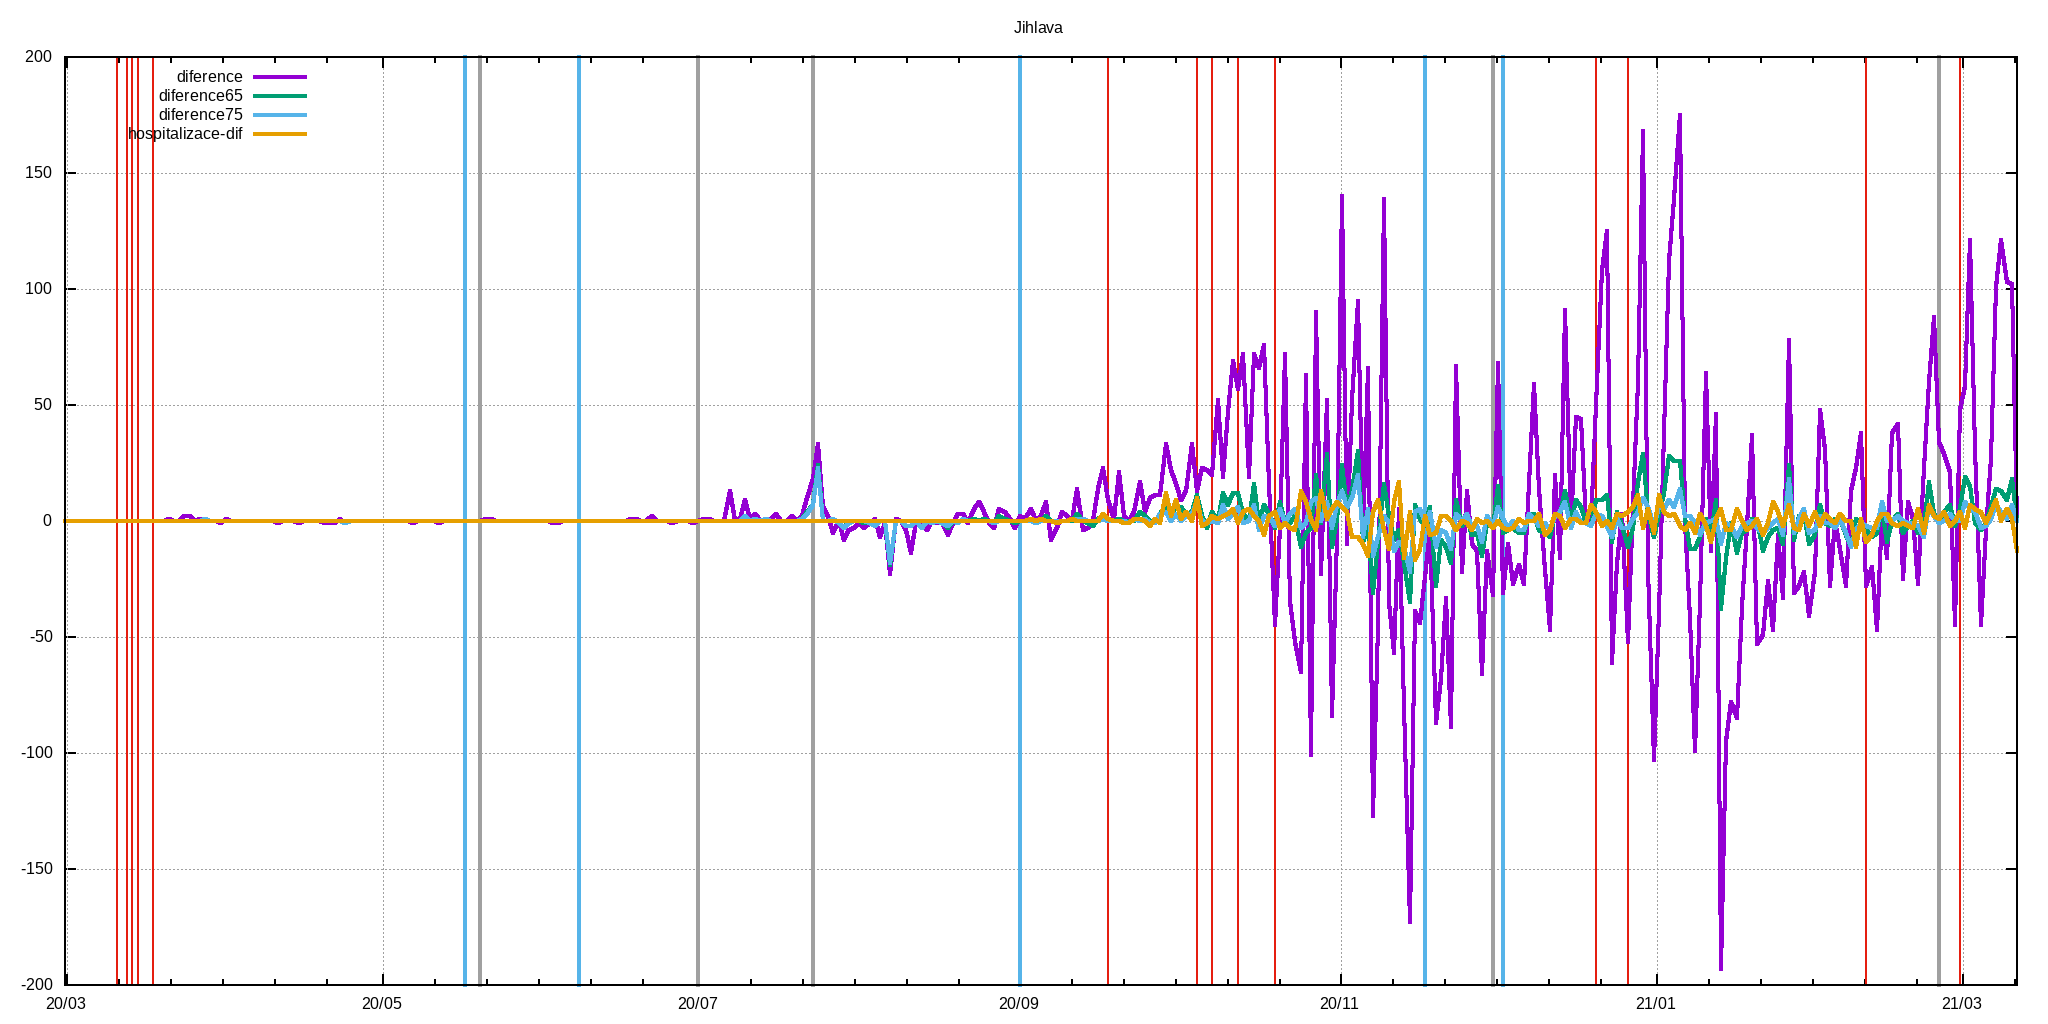 Jihlava
200
150
100
50
0
-50
-100
-150
-200
diference
diference65
diference75
hospitalizace-dif
20/03 20/05 20/07 20/09 20/11 21/01 21/03